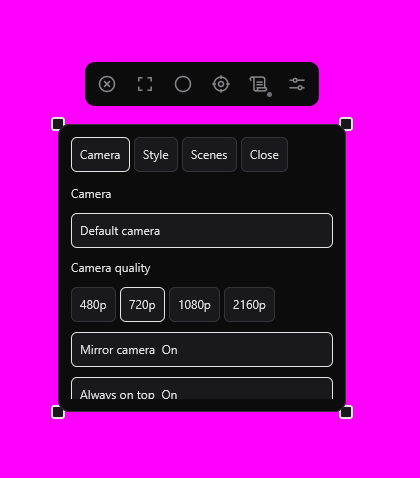 Camera Style Scenes Close
Camera
Default camera
Camera quality
480p 720p 1080p 2160p
Mirror camera On
Always on top On